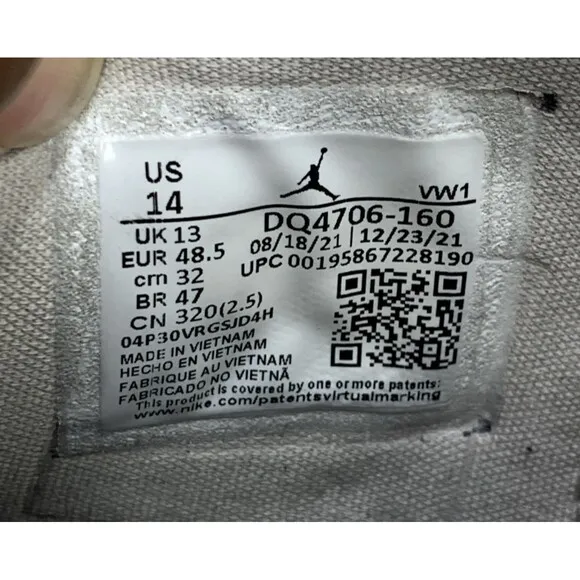 US
14
VW1
DQ4706-160
08/18/21 | 12/23/21
UPC 00195867228190
UK 13
EUR 48.5
cm 32
BR 47
CN 320(2.5)
04P30VRGSJD4H
MADE IN VIETNAM
HECHO EN VIETNAM
FABRIQUE AU VIETNAM
FABRICADO NO VIETNÃ
This product is covered by one or more patents:
www.nike.com/patentsvirtualmarking